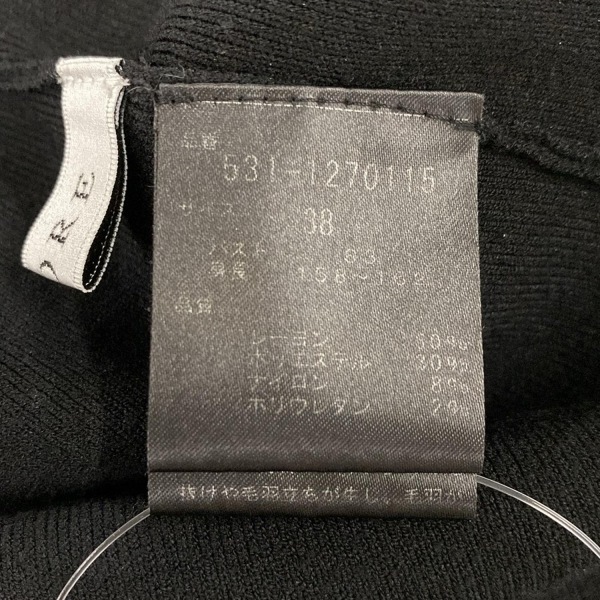 ORE
品番
531-1270115
サイズ
38
バスト 83
身長 158~162
品質
レーヨン 60%
ポリエステル 30%
ナイロン 8%
ポリウレタン 2%
抜けや毛羽立ちが生し、毛羽が